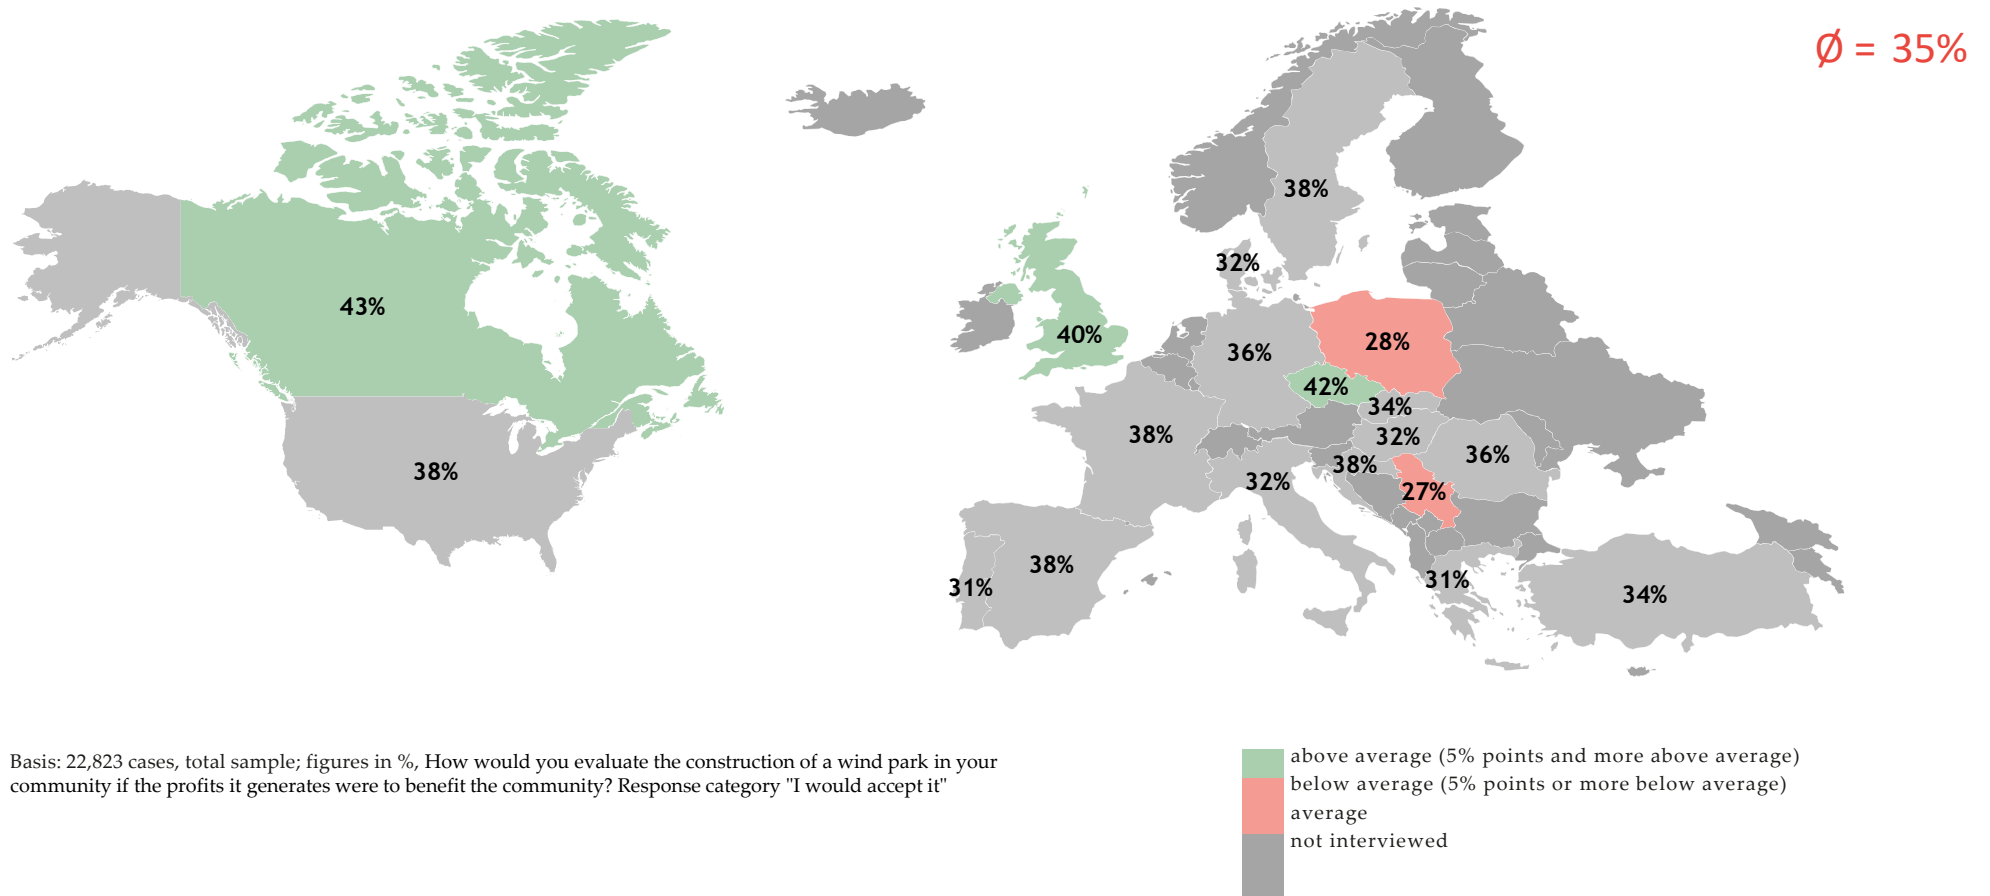 Ø = 35%
38%
32%
43%
40%
28%
36%
42%
34%
38%
32%
36%
38%
38%
32%
27%
38%
31%
31%
34%
Basis: 22,823 cases, total sample; figures in %, How would you evaluate the construction of a wind park in your
community if the profits it generates were to benefit the community? Response category "I would accept it"
above average (5% points and more above average)
below average (5% points or more below average)
average
not interviewed